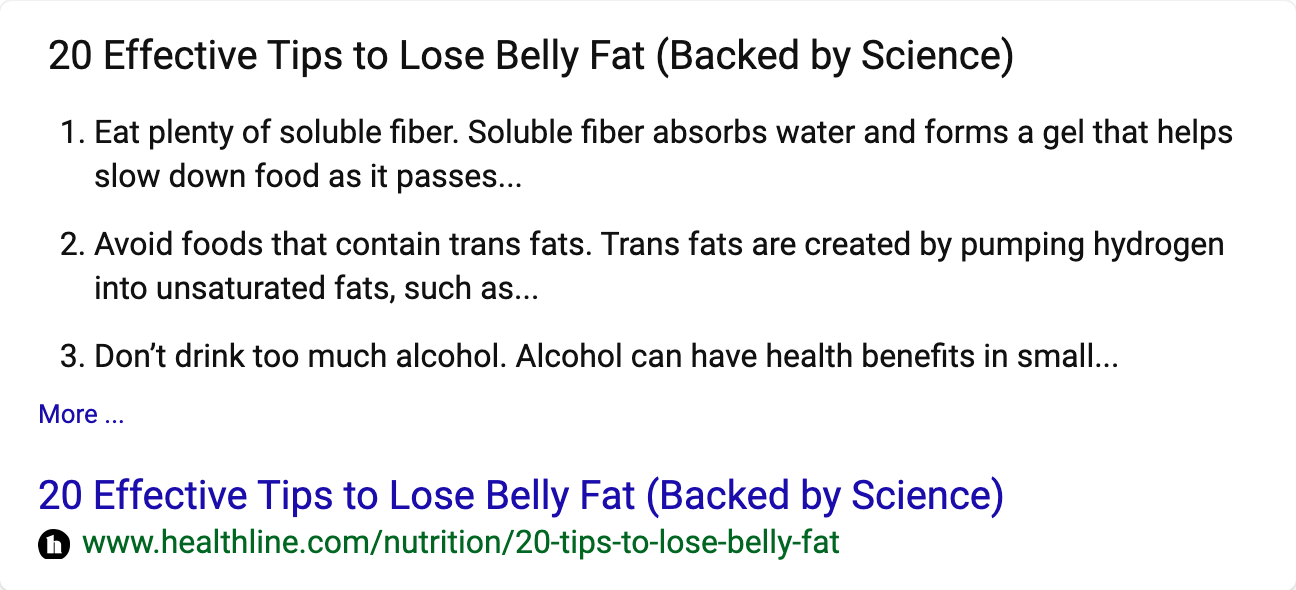 20 Effective Tips to Lose Belly Fat (Backed by Science)
1. Eat plenty of soluble fiber. Soluble fiber absorbs water and forms a gel that helps
slow down food as it passes...
2. Avoid foods that contain trans fats. Trans fats are created by pumping hydrogen
into unsaturated fats, such as...
3. Don’t drink too much alcohol. Alcohol can have health benefits in small...
More ...
20 Effective Tips to Lose Belly Fat (Backed by Science)
h www.healthline.com/nutrition/20-tips-to-lose-belly-fat